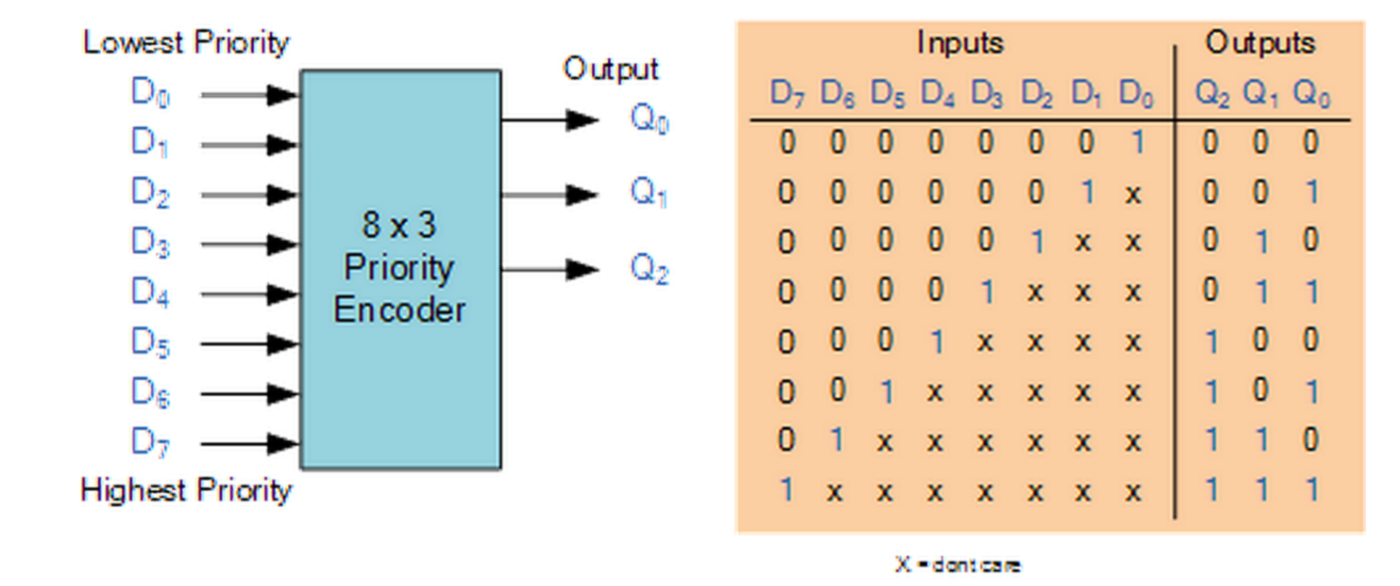 Lowest Priority
D₀
D₁
D₂
D₃
D₄
D₅
D₆
D₇
Highest Priority
8 x 3
Priority
Encoder
Output
Q₀
Q₁
Q₂
Inputs Outputs
D₇ D₆ D₅ D₄ D₃ D₂ D₁ D₀ Q₂ Q₁ Q₀
0 0 0 0 0 0 0 1 0 0 0
0 0 0 0 0 0 1 x 0 0 1
0 0 0 0 0 1 x x 0 1 0
0 0 0 0 1 x x x 0 1 1
0 0 0 1 x x x x 1 0 0
0 0 1 x x x x x 1 0 1
0 1 x x x x x x 1 1 0
1 x x x x x x x 1 1 1
X = dont care